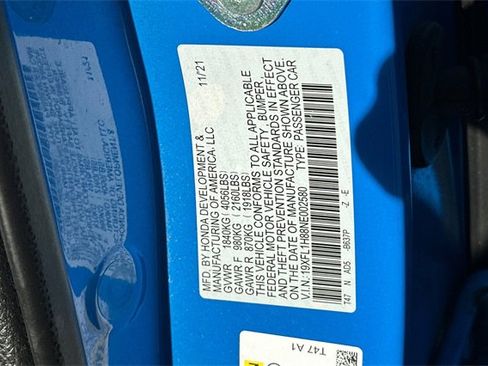 MFD. BY HONDA DEVELOPMENT &
MANUFACTURING OF AMERICA, LLC 11/21
GVWR 1840KG (4056LBS)
GAWR F 980KG (2160LBS)
GAWR R 870KG (1918LBS)
THIS VEHICLE CONFORMS TO ALL APPLICABLE
FEDERAL MOTOR VEHICLE SAFETY, BUMPER,
AND THEFT PREVENTION STANDARDS IN EFFECT
ON THE DATE OF MANUFACTURE SHOWN ABOVE.
V.I.N.:19XFL1H88NE002580 TYPE: PASSENGER CAR
T47 N AD5 B637P -Z -E
T47 A1